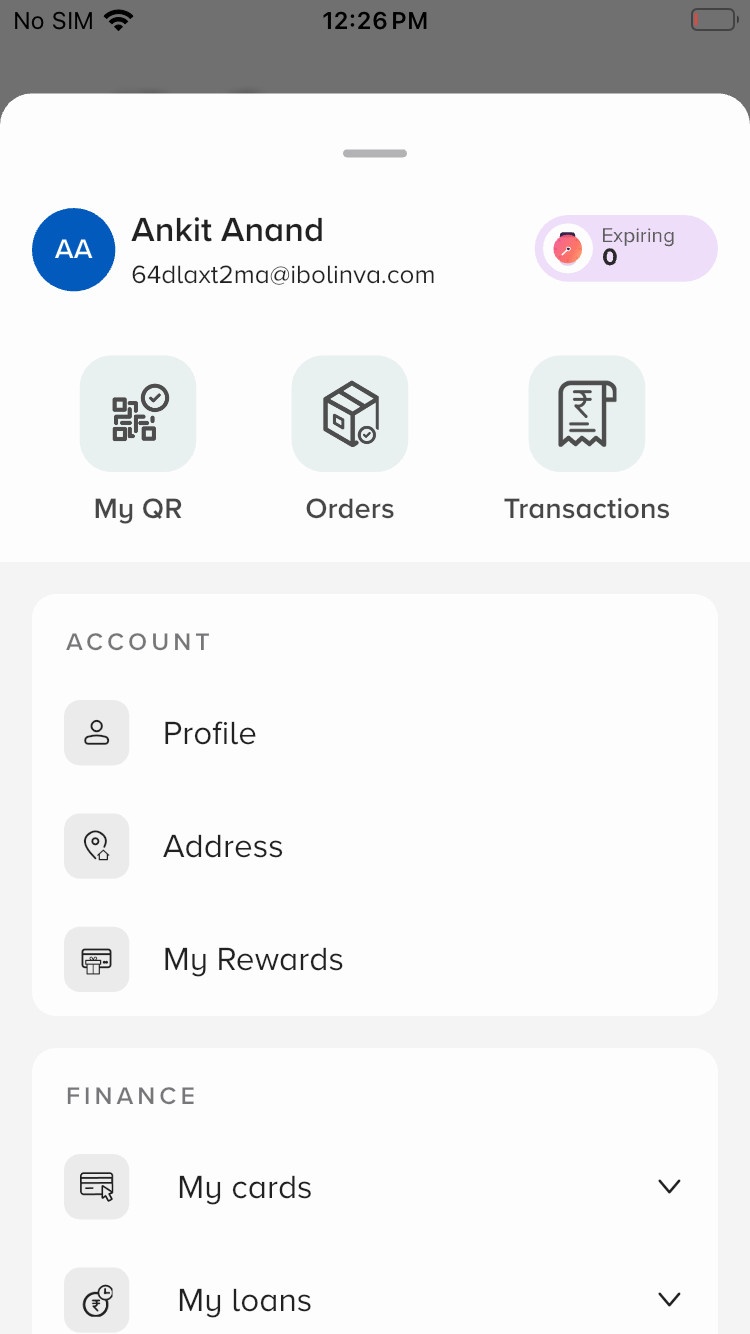 No SIM 12:26 PM
AA
Ankit Anand
64dlaxt2ma@ibolinva.com
Expiring
0
My QR Orders Transactions
ACCOUNT
Profile
Address
My Rewards
FINANCE
My cards
My loans